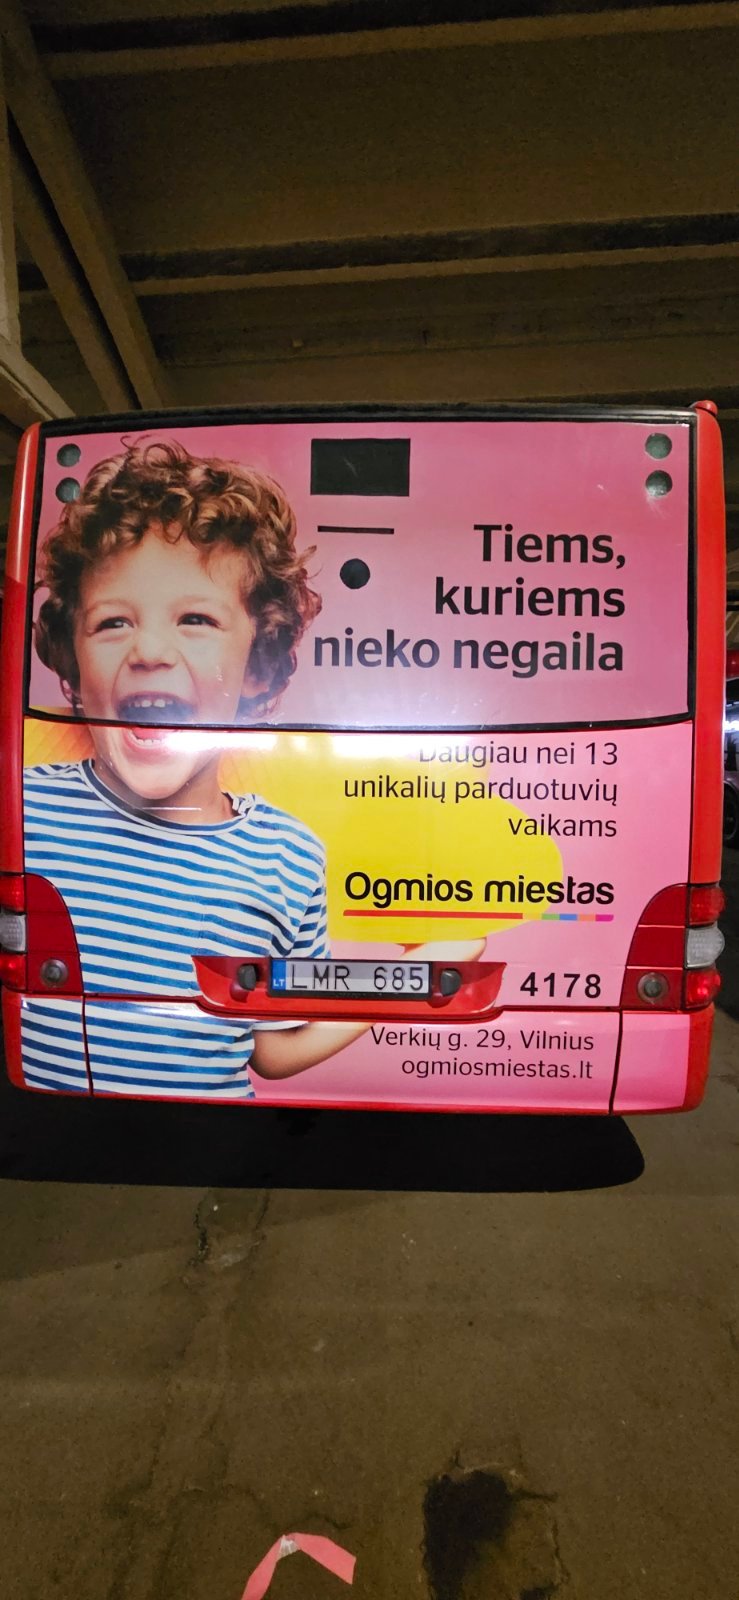 Tiems,
kuriems
nieko negaila
Daugiau nei 13
unikalių parduotuvių
vaikams
Ogmios miestas
LT LMR 685
4178
Verkių g. 29, Vilnius
ogmiosmiestas.lt